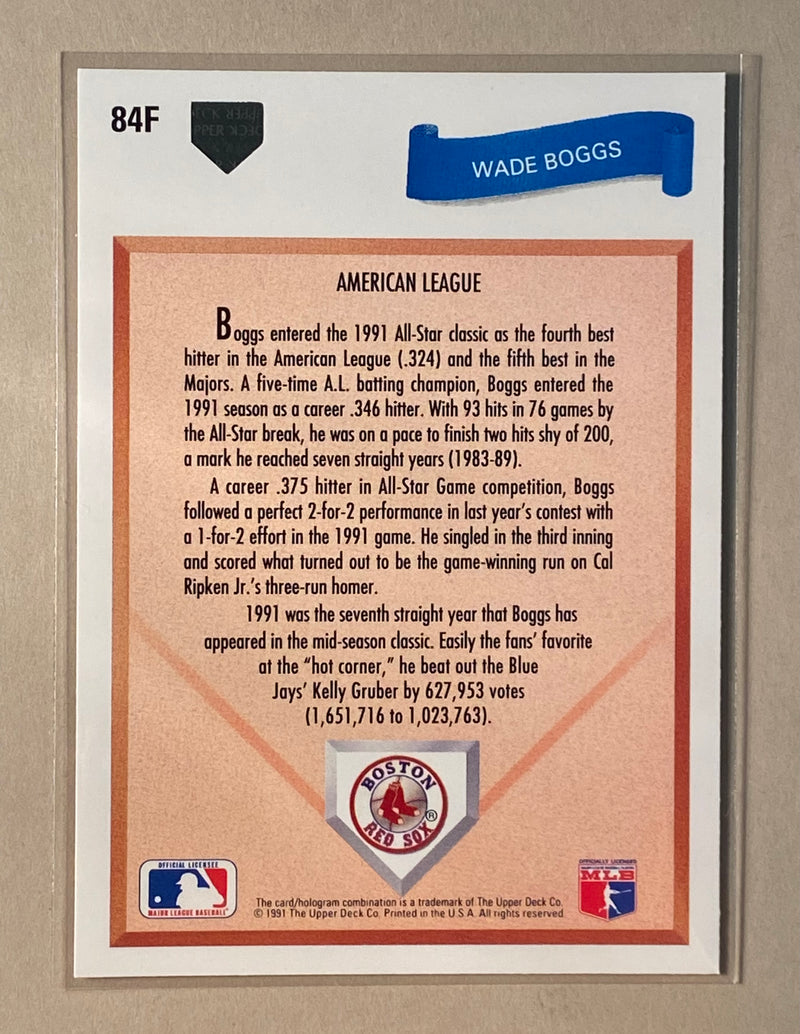 84F
WADE BOGGS
AMERICAN LEAGUE
Boggs entered the 1991 All-Star classic as the fourth best
hitter in the American League (.324) and the fifth best in the
Majors. A five-time A.L. batting champion, Boggs entered the
1991 season as a career .346 hitter. With 93 hits in 76 games by
the All-Star break, he was on a pace to finish two hits shy of 200,
a mark he reached seven straight years (1983-89).
A career .375 hitter in All-Star Game competition, Boggs
followed a perfect 2-for-2 performance in last year's contest with
a 1-for-2 effort in the 1991 game. He singled in the third inning
and scored what turned out to be the game-winning run on Cal
Ripken Jr.'s three-run homer.
1991 was the seventh straight year that Boggs has
appeared in the mid-season classic. Easily the fans' favorite
at the "hot corner," he beat out the Blue
Jays' Kelly Gruber by 627,953 votes
(1,651,716 to 1,023,763).
BOSTON
RED SOX®
OFFICIAL LICENSEE
MAJOR LEAGUE BASEBALL
OFFICIALLY LICENSED
MLB
The card/hologram combination is a trademark of The Upper Deck Co.
© 1991 The Upper Deck Co. Printed in the U.S.A. All rights reserved